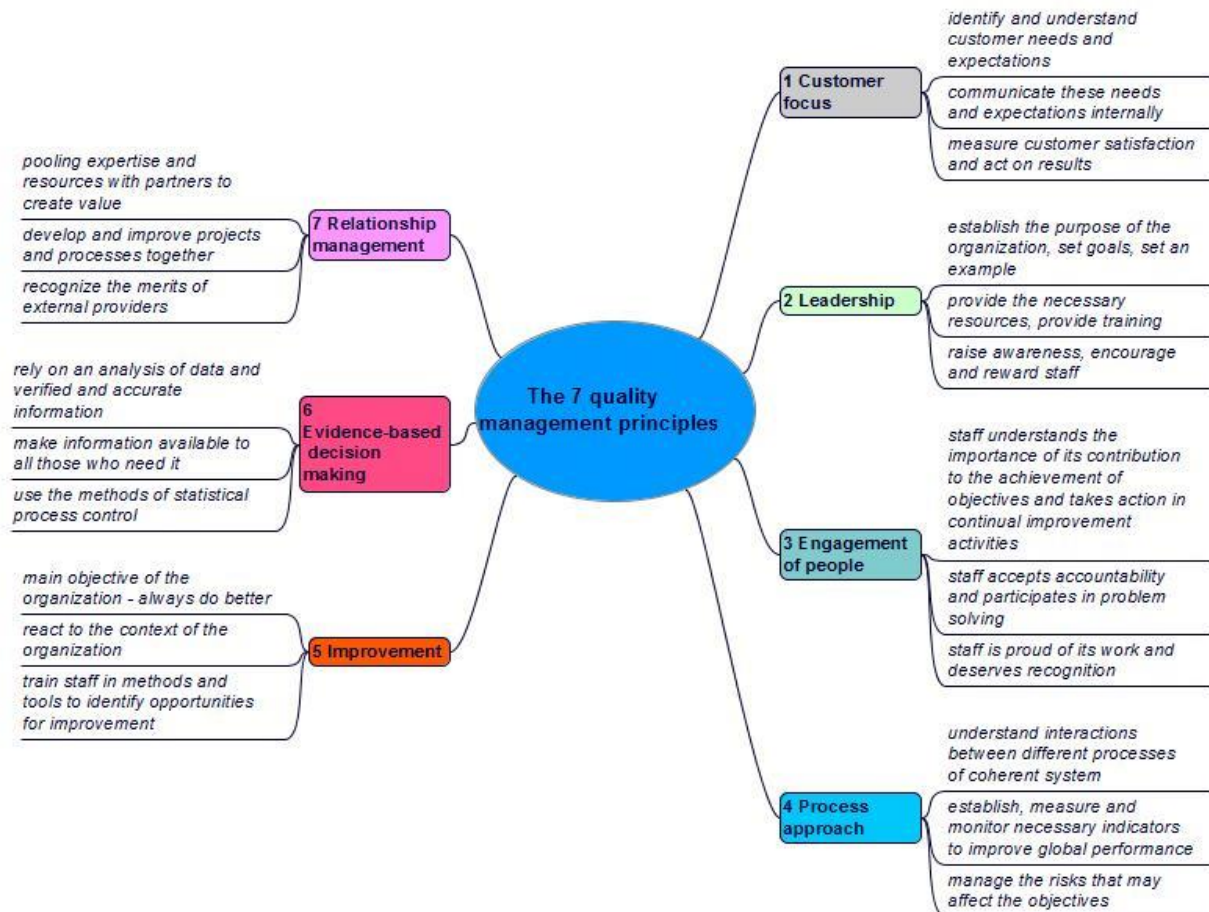 The 7 quality
management principles
1 Customer
focus
identify and understand
customer needs and
expectations
communicate these needs
and expectations internally
measure customer satisfaction
and act on results
2 Leadership
establish the purpose of the
organization, set goals, set an
example
provide the necessary
resources, provide training
raise awareness, encourage
and reward staff
3 Engagement
of people
staff understands the
importance of its contribution
to the achievement of
objectives and takes action in
continual improvement
activities
staff accepts accountability
and participates in problem
solving
staff is proud of its work and
deserves recognition
4 Process
approach
understand interactions
between different processes
of coherent system
establish, measure and
monitor necessary indicators
to improve global performance
manage the risks that may
affect the objectives
5 Improvement
main objective of the
organization - always do better
react to the context of the
organization
train staff in methods and
tools to identify opportunities
for improvement
6
Evidence-based
decision
making
rely on an analysis of data and
verified and accurate
information
make information available to
all those who need it
use the methods of statistical
process control
7 Relationship
management
pooling expertise and
resources with partners to
create value
develop and improve projects
and processes together
recognize the merits of
external providers